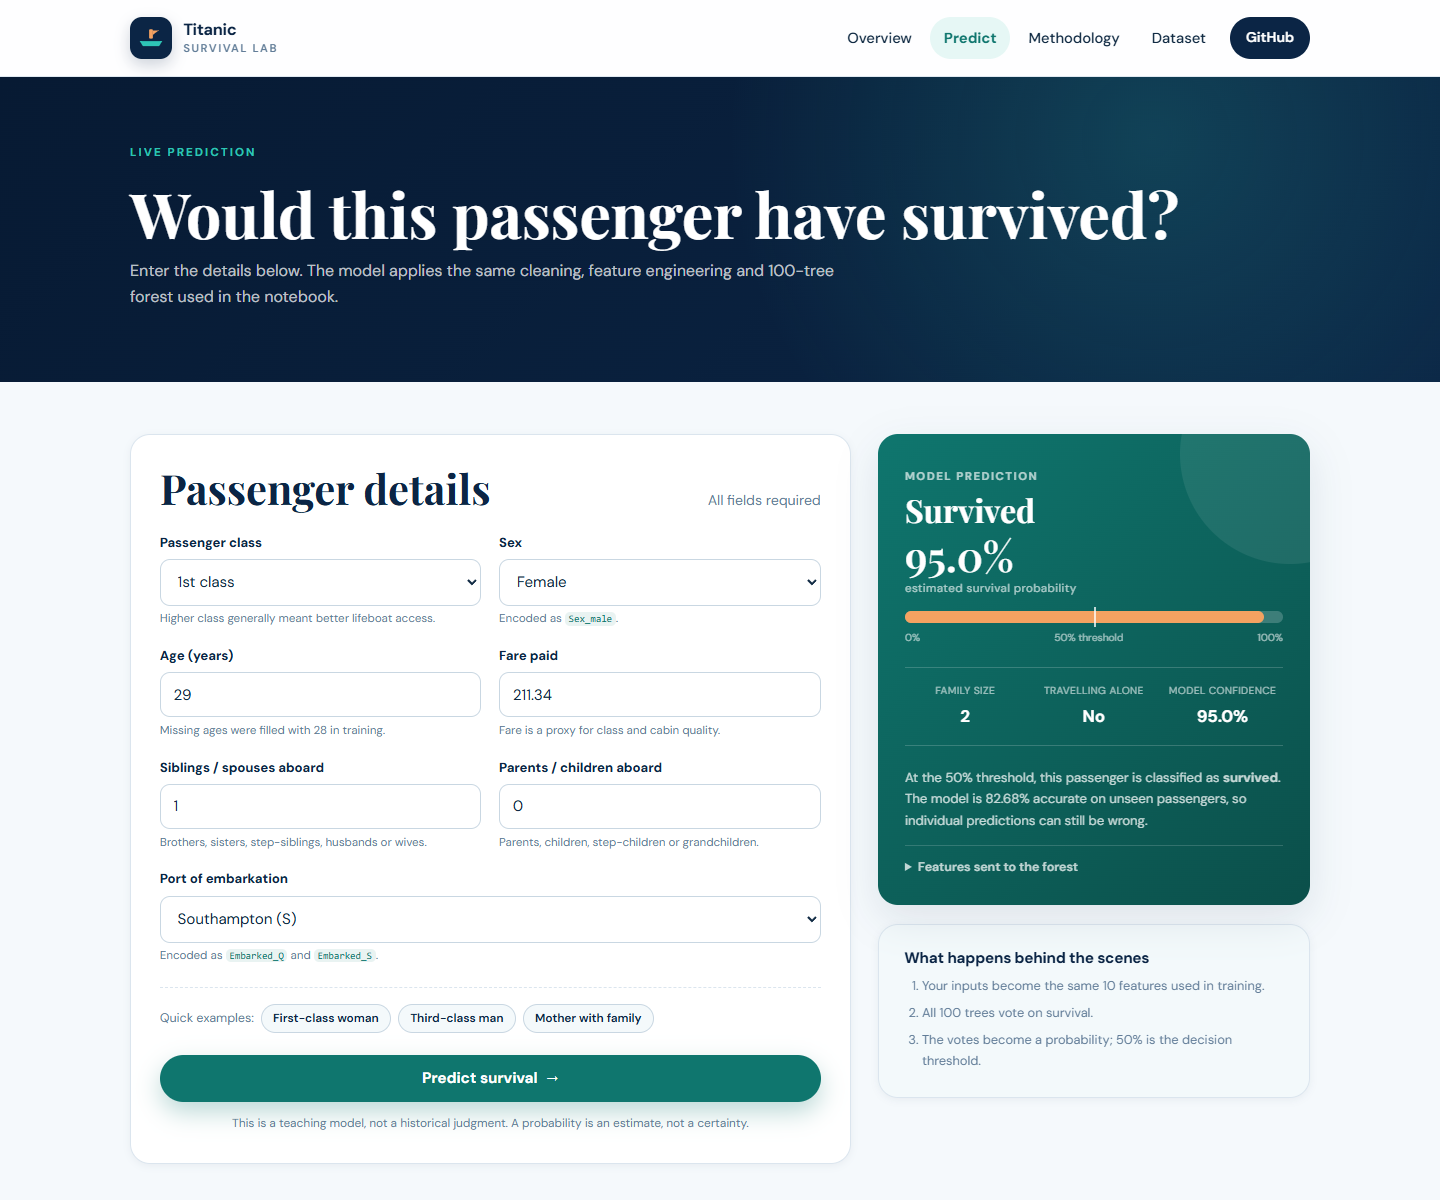 Titanic
SURVIVAL LAB
Overview
Predict
Methodology
Dataset
GitHub
LIVE PREDICTION
Would this passenger have survived?
Enter the details below. The model applies the same cleaning, feature engineering and 100-tree
forest used in the notebook.
Passenger details
All fields required
Passenger class
1st class
Higher class generally meant better lifeboat access.
Sex
Female
Encoded as Sex_male.
Age (years)
29
Missing ages were filled with 28 in training.
Fare paid
211.34
Fare is a proxy for class and cabin quality.
Siblings / spouses aboard
1
Brothers, sisters, step-siblings, husbands or wives.
Parents / children aboard
0
Parents, children, step-children or grandchildren.
Port of embarkation
Southampton (S)
Encoded as Embarked_Q and Embarked_S.
Quick examples:
First-class woman
Third-class man
Mother with family
Predict survival →
This is a teaching model, not a historical judgment. A probability is an estimate, not a certainty.
MODEL PREDICTION
Survived
95.0%
estimated survival probability
0%
50% threshold
100%
FAMILY SIZE
2
TRAVELLING ALONE
No
MODEL CONFIDENCE
95.0%
At the 50% threshold, this passenger is classified as survived.
The model is 82.68% accurate on unseen passengers, so
individual predictions can still be wrong.
Features sent to the forest
What happens behind the scenes
1. Your inputs become the same 10 features used in training.
2. All 100 trees vote on survival.
3. The votes become a probability; 50% is the decision
threshold.